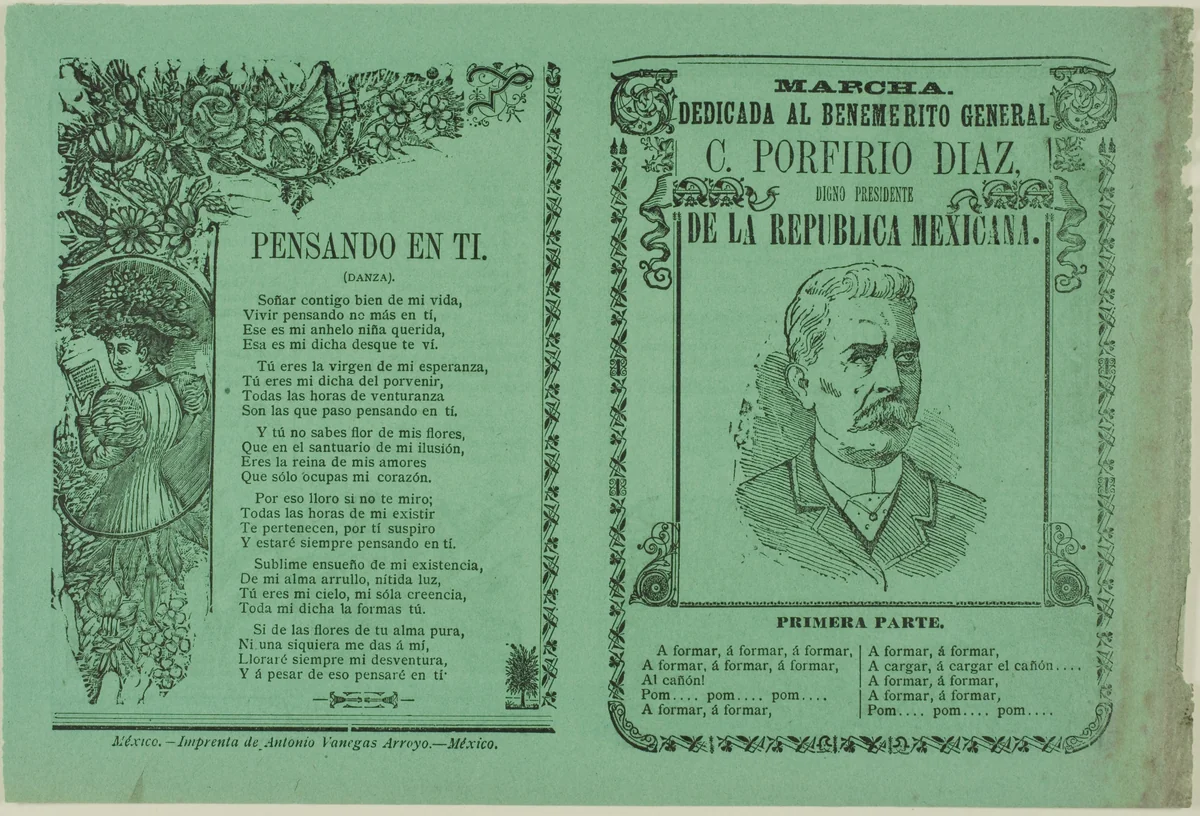 PENSANDO EN TI.
(DANZA).
Soñar contigo bien de mi vida,
Vivir pensando no más en tí,
Ese es mi anhelo niña querida,
Esa es mi dicha desque te ví.
Tú eres la virgen de mi esperanza,
Tú eres mi dicha del porvenir,
Todas las horas de venturanza
Son las que paso pensando en tí.
Y tú no sabes flor de mis flores,
Que en el santuario de mi ilusión,
Eres la reina de mis amores
Que sólo ocupas mi corazón.
Por eso lloro si no te miro;
Todas las horas de mi existir
Te pertenecen, por tí suspiro
Y estaré siempre pensando en tí.
Sublime ensueño de mi existencia,
De mi alma arrullo, nítida luz,
Tú eres mi cielo, mi sóla creencia,
Toda mi dicha la formas tú.
Si de las flores de tu alma pura,
Ni una siquiera me das á mí,
Lloraré siempre mi desventura,
Y á pesar de eso pensaré en tí.
México.—Imprenta de Antonio Vanegas Arroyo.—México.
MARCHA.
DEDICADA AL BENEMERITO GENERAL
C. PORFIRIO DIAZ,
DIGNO PRESIDENTE
DE LA REPUBLICA MEXICANA.
PRIMERA PARTE.
A formar, á formar, á formar,
A formar, á formar, á formar,
Al cañón!
Pom.... pom.... pom....
A formar, á formar,
A formar, á formar,
A cargar, á cargar el cañón....
A formar, á formar,
A formar, á formar,
Pom.... pom.... pom....